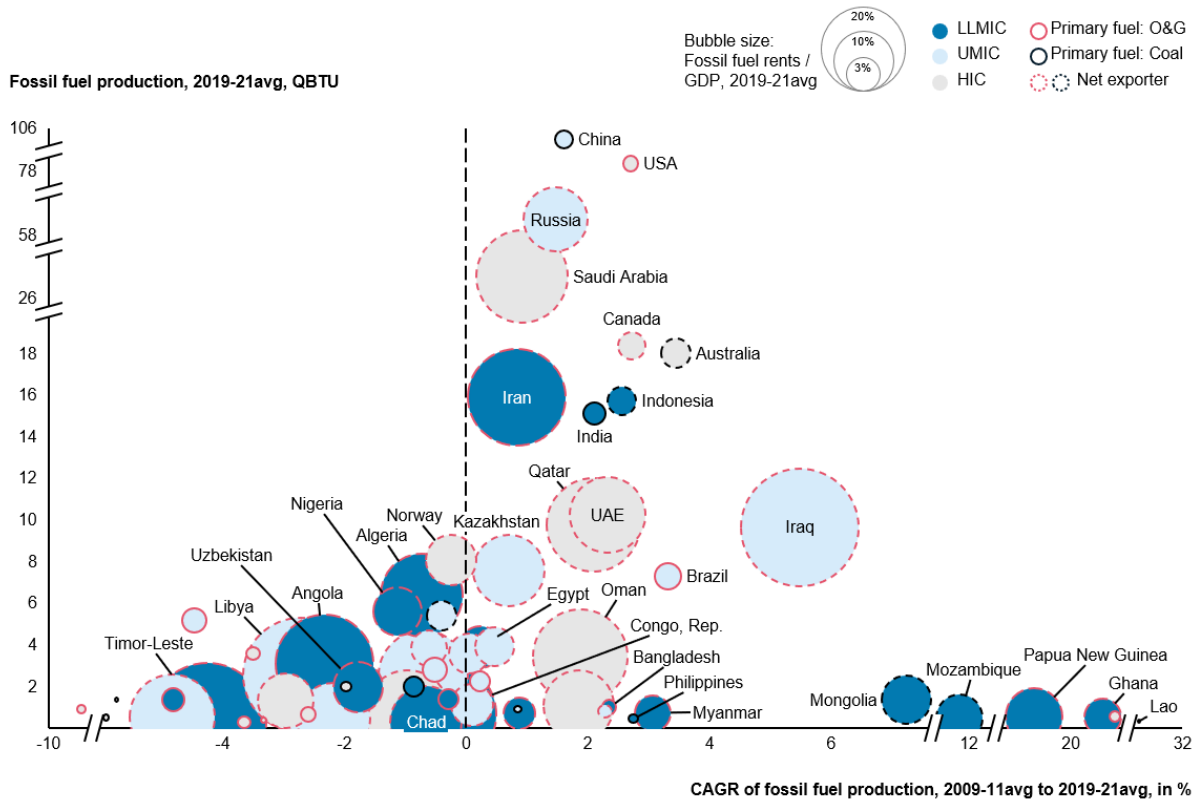 20%
10%
3%
Bubble size:
Fossil fuel rents /
GDP, 2019-21avg
LLMIC
UMIC
HIC
Primary fuel: O&G
Primary fuel: Coal
Net exporter
Fossil fuel production, 2019-21avg, QBTU
106
78
58
26
18
16
14
12
10
8
6
4
2
China
USA
Russia
Saudi Arabia
Canada
Australia
Iran
Indonesia
India
Qatar
UAE
Iraq
Nigeria
Norway
Algeria
Kazakhstan
Uzbekistan
Brazil
Angola
Libya
Egypt
Oman
Congo, Rep.
Timor-Leste
Bangladesh
Philippines
Myanmar
Chad
Mongolia
Mozambique
Papua New Guinea
Ghana
Lao
-10
-4
-2
0
2
4
6
12
20
32
CAGR of fossil fuel production, 2009-11avg to 2019-21avg, in %